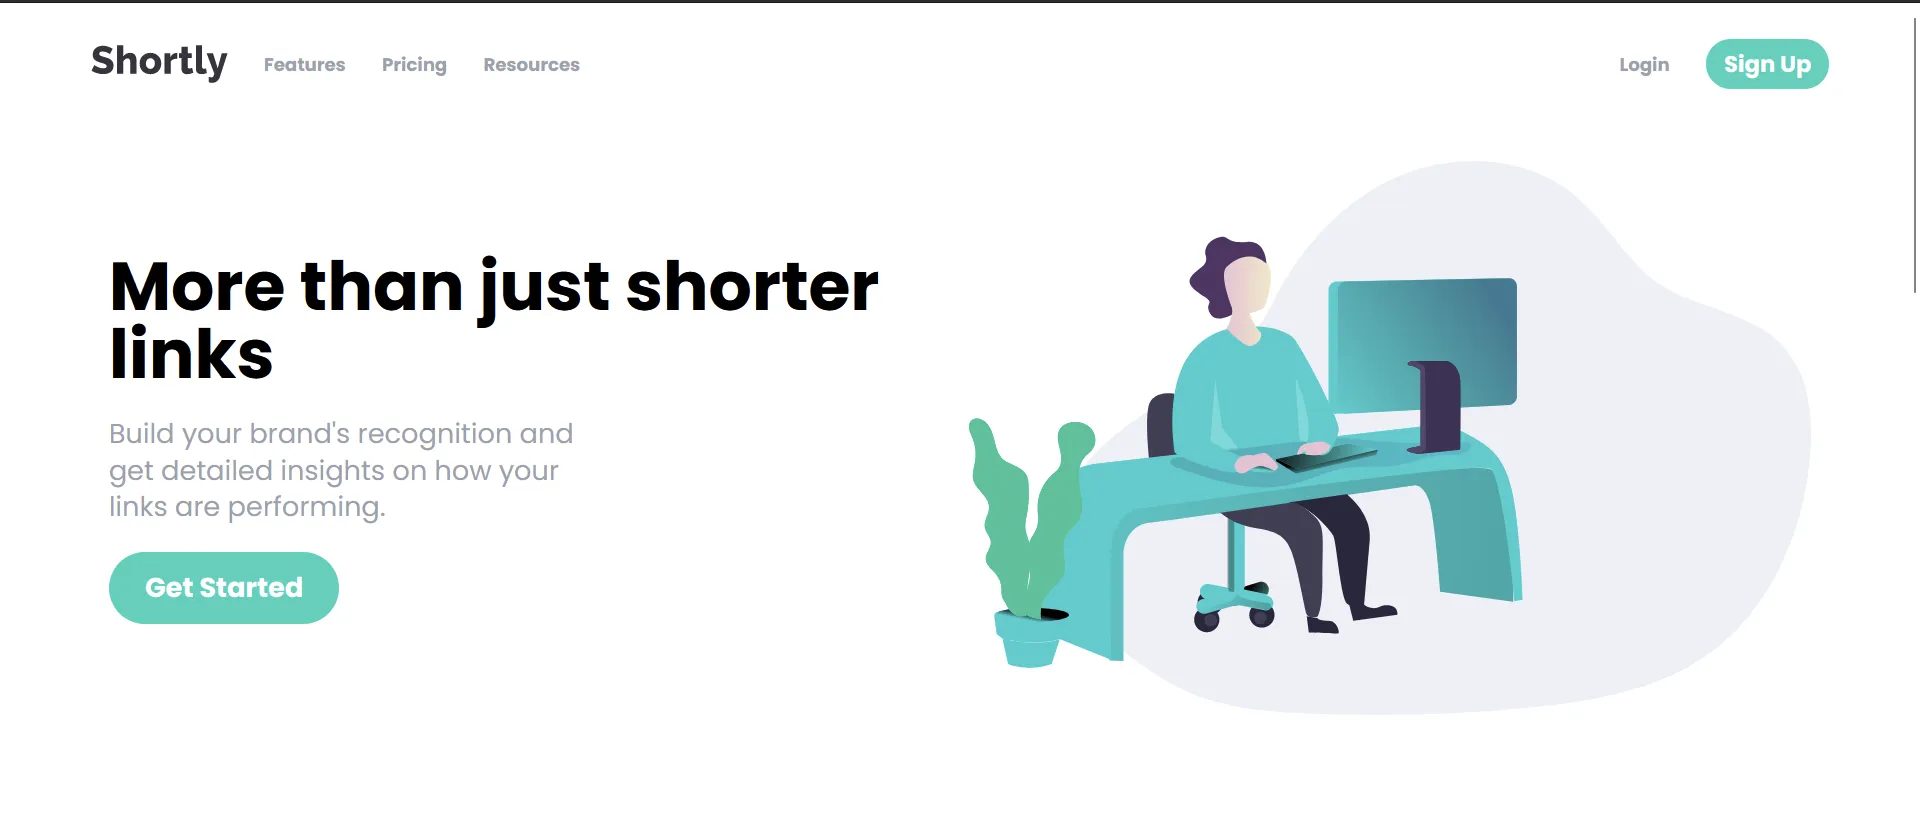 Shortly Features Pricing Resources Login Sign Up
More than just shorter
links
Build your brand's recognition and
get detailed insights on how your
links are performing.
Get Started